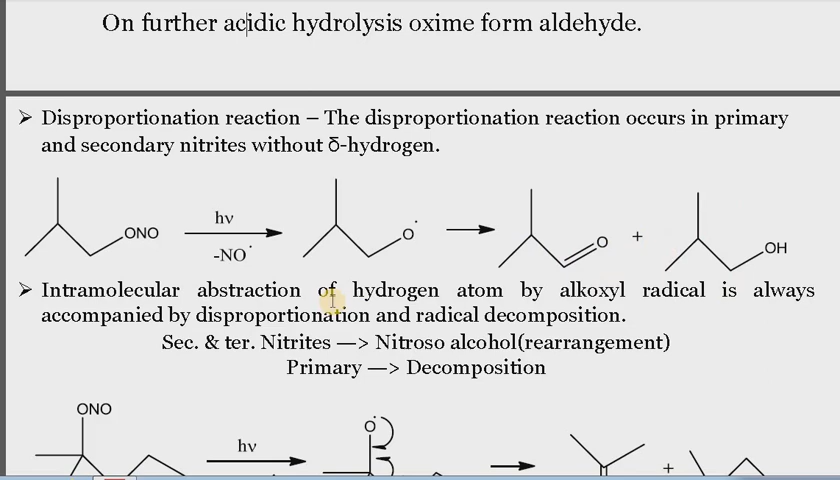 On further acidic hydrolysis oxime form aldehyde.
➢ Disproportionation reaction – The disproportionation reaction occurs in primary
and secondary nitrites without δ-hydrogen.
ONO
hν
-NO˙
O˙
O
+
OH
➢ Intramolecular abstraction of hydrogen atom by alkoxyl radical is always
accompanied by disproportionation and radical decomposition.
Sec. & ter. Nitrites —> Nitroso alcohol(rearrangement)
Primary —> Decomposition
ONO
hν
O˙
+